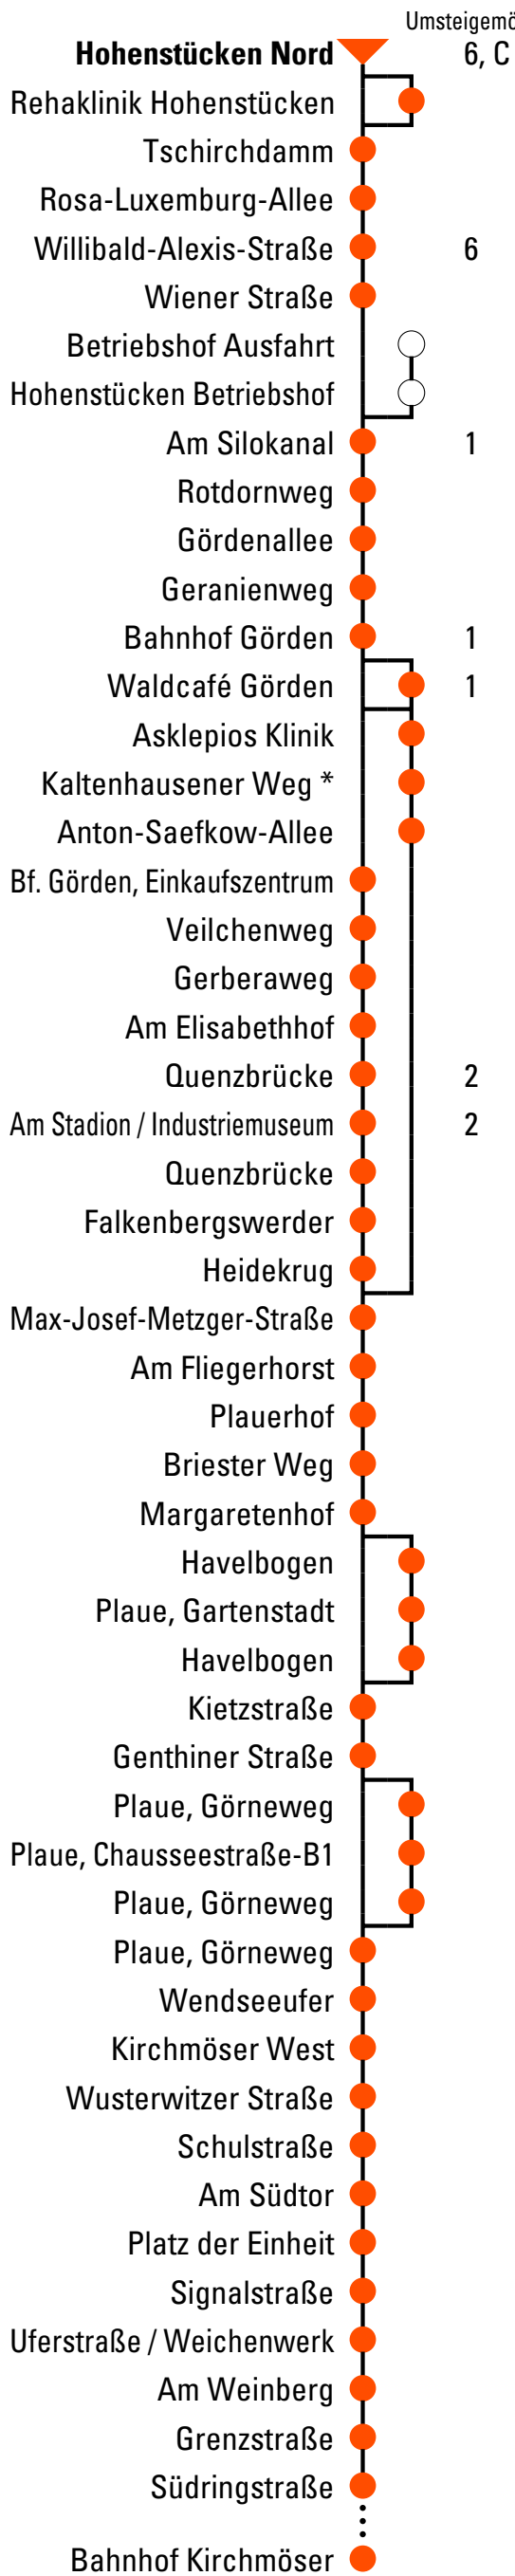 Umsteigemö
Hohenstücken Nord 6, C
Rehaklinik Hohenstücken
Tschirchdamm
Rosa-Luxemburg-Allee
Willibald-Alexis-Straße 6
Wiener Straße
Betriebshof Ausfahrt
Hohenstücken Betriebshof
Am Silokanal 1
Rotdornweg
Gördenallee
Geranienweg
Bahnhof Görden 1
Waldcafé Görden 1
Asklepios Klinik
Kaltenhausener Weg *
Anton-Saefkow-Allee
Bf. Görden, Einkaufszentrum
Veilchenweg
Gerberaweg
Am Elisabethhof
Quenzbrücke 2
Am Stadion / Industriemuseum 2
Quenzbrücke
Falkenbergswerder
Heidekrug
Max-Josef-Metzger-Straße
Am Fliegerhorst
Plauerhof
Briester Weg
Margaretenhof
Havelbogen
Plaue, Gartenstadt
Havelbogen
Kietzstraße
Genthiner Straße
Plaue, Görneweg
Plaue, Chausseestraße-B1
Plaue, Görneweg
Plaue, Görneweg
Wendseeufer
Kirchmöser West
Wusterwitzer Straße
Schulstraße
Am Südtor
Platz der Einheit
Signalstraße
Uferstraße / Weichenwerk
Am Weinberg
Grenzstraße
Südringstraße
Bahnhof Kirchmöser